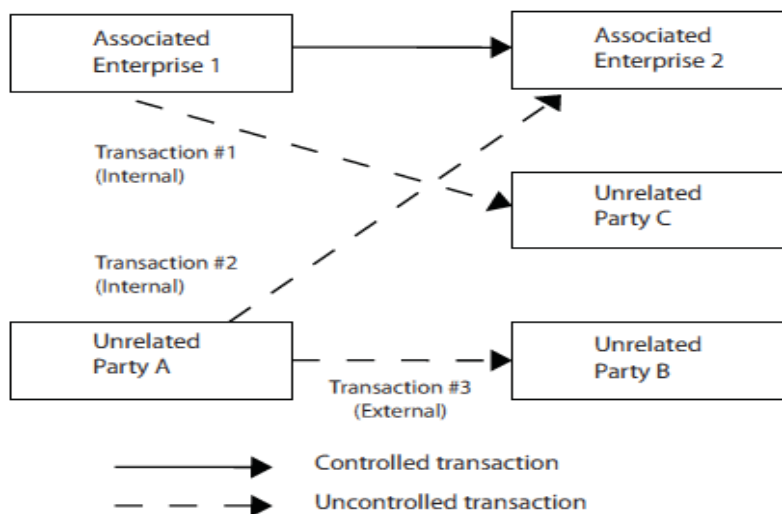 Associated
Enterprise 1
Associated
Enterprise 2
Transaction #1
(Internal)
Unrelated
Party C
Transaction #2
(Internal)
Unrelated
Party A
Unrelated
Party B
Transaction #3
(External)
Controlled transaction
Uncontrolled transaction